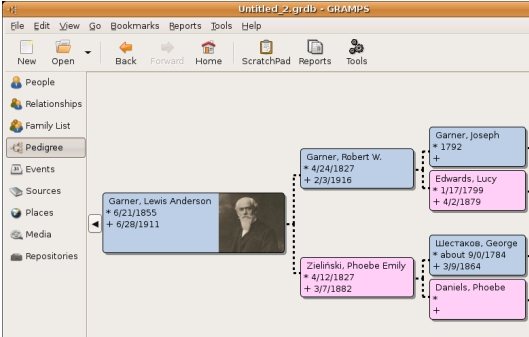 Untitled_2.grdb - GRAMPS
File Edit View Go Bookmarks Reports Tools Help
New Open Back Forward Home ScratchPad Reports Tools
People
Relationships
Family List
Pedigree
Events
Sources
Places
Media
Repositories
Garner, Lewis Anderson
* 6/21/1855
+ 6/28/1911
Garner, Robert W.
* 4/24/1827
+ 2/3/1916
Zieliński, Phoebe Emily
* 4/12/1827
+ 3/7/1882
Garner, Joseph
* 1792
+
Edwards, Lucy
* 1/17/1799
+ 4/2/1879
Шестаков, George
* about 9/0/1784
+ 3/9/1864
Daniels, Phoebe
*
+